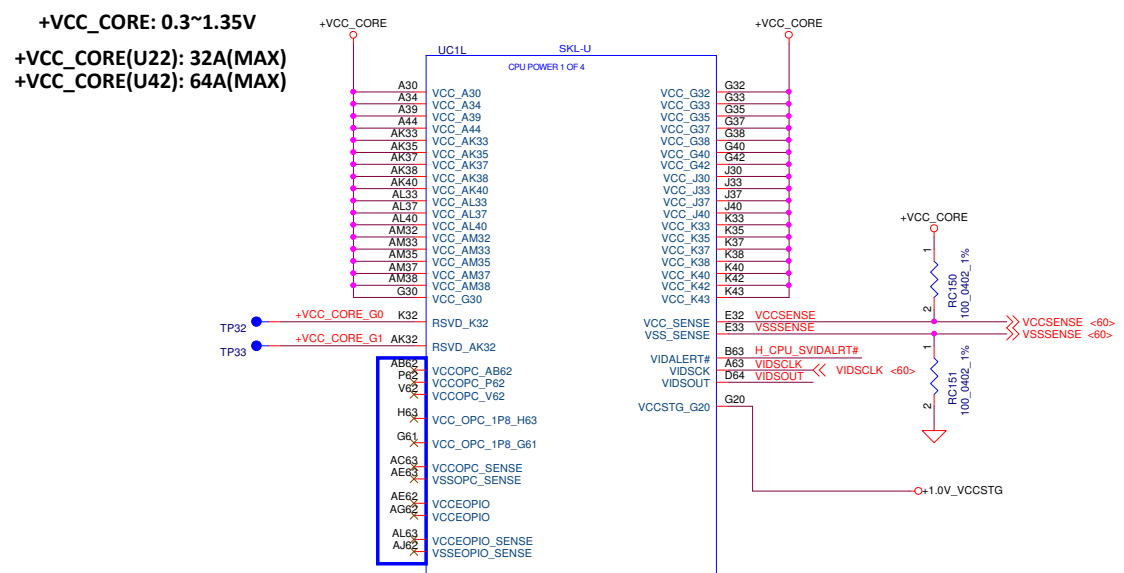 +VCC_CORE: 0.3~1.35V
+VCC_CORE(U22): 32A(MAX)
+VCC_CORE(U42): 64A(MAX)
+VCC_CORE
+VCC_CORE
UC1L
SKL-U
CPU POWER 1 OF 4
A30 VCC_A30
A34 VCC_A34
A39 VCC_A39
A44 VCC_A44
AK33 VCC_AK33
AK35 VCC_AK35
AK37 VCC_AK37
AK38 VCC_AK38
AK40 VCC_AK40
AL33 VCC_AL33
AL37 VCC_AL37
AL40 VCC_AL40
AM32 VCC_AM32
AM33 VCC_AM33
AM35 VCC_AM35
AM37 VCC_AM37
AM38 VCC_AM38
G30 VCC_G30
TP32 +VCC_CORE_G0 K32 RSVD_K32
TP33 +VCC_CORE_G1 AK32 RSVD_AK32
AB62 VCCOPC_AB62
P62 VCCOPC_P62
V62 VCCOPC_V62
H63 VCC_OPC_1P8_H63
G61 VCC_OPC_1P8_G61
AC63 VCCOPC_SENSE
AE63 VSSOPC_SENSE
AE62 VCCEOPIO
AG62 VCCEOPIO
AL63 VCCEOPIO_SENSE
AJ62 VSSEOPIO_SENSE
VCC_G32 G32
VCC_G33 G33
VCC_G35 G35
VCC_G37 G37
VCC_G38 G38
VCC_G40 G40
VCC_G42 G42
VCC_J30 J30
VCC_J33 J33
VCC_J37 J37
VCC_J40 J40
VCC_K33 K33
VCC_K35 K35
VCC_K37 K37
VCC_K38 K38
VCC_K40 K40
VCC_K42 K42
VCC_K43 K43
VCC_SENSE E32 VCCSENSE
VSS_SENSE E33 VSSSENSE
VIDALERT# B63 H_CPU_SVIDALRT#
VIDSCK A63 VIDSCLK VIDSCLK <60>
VIDSOUT D64 VIDSOUT
VCCSTG_G20 G20
+VCC_CORE
1
2
RC150
100_0402_1%
VCCSENSE <60>
VSSSENSE <60>
1
2
RC151
100_0402_1%
+1.0V_VCCSTG